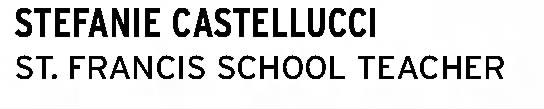 STEFANIE CASTELLUCCI
ST. FRANCIS SCHOOL TEACHER